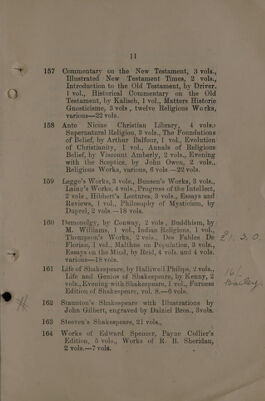 11
157 Commentary on the New Testament, 3 vols.,
Illustrated New Testament Times, 2 vols.,
Introduction to the Old Testament, by Driver,
1 vol., Historical Commentary on the Old
Testament, by Kalisch, 1 vol., Matters Historic
Gnosticisme, 3 vols, twelve Religious Works,
various—22 vols.
158 Ante Niciae Christian Library, 4 vols.,
Supernatural Religion, 3 vols., The Foundations
of Belief, by Arthur Balfour, 1 vol., Evolution
of Christianity, 1 vol., Annals of Religious
Belief, by Viscount Amberly, 2 vols., Evening
with the Sceptics, by John Owen, 2 vols.,
Religious Works, various, 6 vols.—22 vols.
159 Legge's Works, 3 vols., Bunsen's Works, 3 vols.
Laing's Works, 4 vols., Progress of the Intellect,
2 vols., Hibbert's Lectures, 3 vols., Essays and
Reviews, 1 vol., Philosophy of Mysticism, by
Duprel, 2 vols.—18 vols.
160 Demonology, by Conway, 2 vols., Buddhism, by
M. Williams, 1 vol., Indian Religions, 1 vol.,
Thompson's Works, 2 vols., Des Fables De
Florian, 1 vol., Malthus on Population, 3 vols.,
Essays on the Mind, by Reid, 4 vols. and 4 vols.
various—18 vols.
£1. 3. 0.
161 Life of Shakespeare, by Halliwell Philips, 2 vols.,
Life and Genius of Shakespeare, by Kenny, 2
vols., Evening with Shakespeare, 1 vol., Furness
Edition of Shakespeare, vol. 8.—6 vols.
16/-
Bailey
162 Staunton's Shakespeare with Illustrations by
John Gilbert, engraved by Dalziel Bros., 3 vols.
163 Steeven's Shakespeare, 21 vols.,
164 Works of Edward Spenser, Payne Collier's
Edition, 5 vols., Works of R. B. Sheridan,
2 vols.—7 vols.